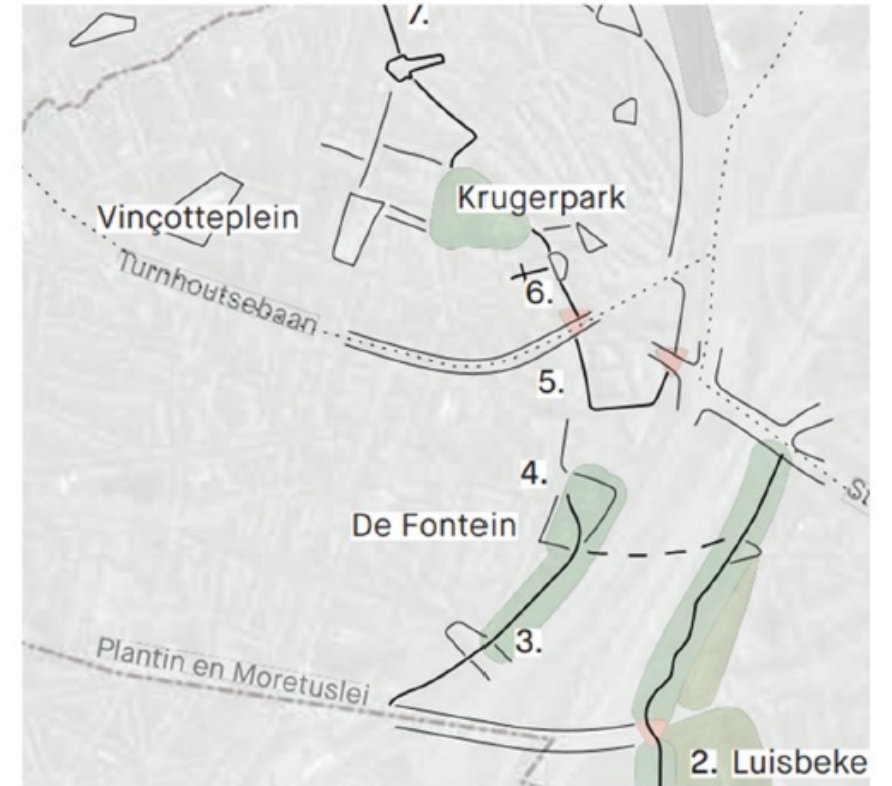 7.
Krugerpark
Vinçotteplein
Turnhoutsebaan
6.
5.
4.
De Fontein
3.
Plantin en Moretuslei
2. Luisbeke